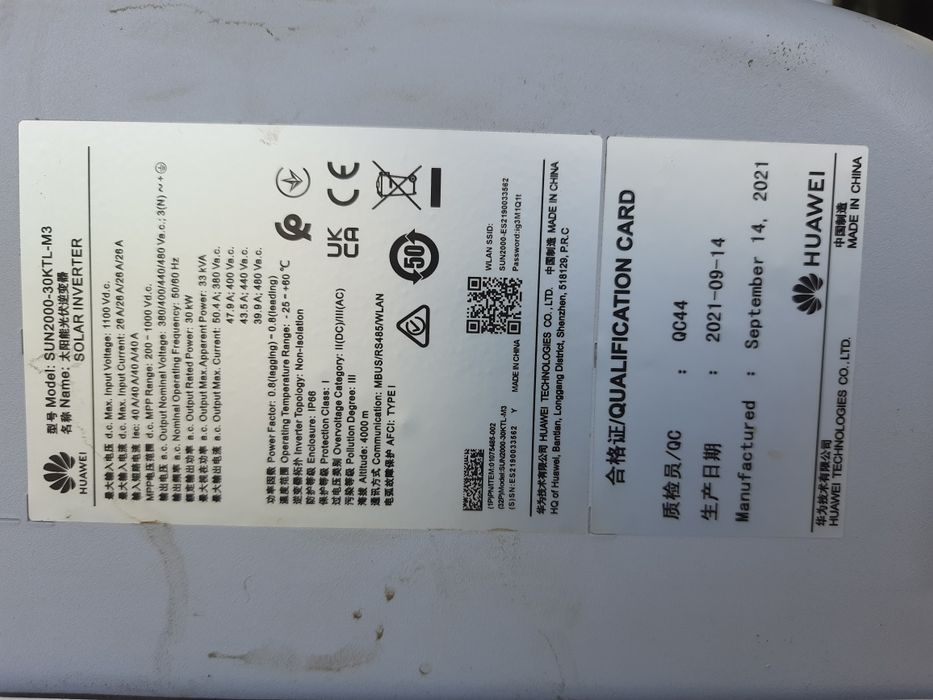 HUAWEI
型号 Model: SUN2000-30KTL-M3
名称 Name: 太阳能光伏逆变器
SOLAR INVERTER
最大输入电压 d.c. Max. Input Voltage: 1100 Vd.c.
最大输入电流 d.c. Max. Input Current: 26 A/26 A/26 A/26 A
输入短路电流 Isc: 40 A/40 A/40 A/40 A
MPP电压范围 d.c. MPP Range: 200 - 1000 Vd.c.
输出电压 a.c. Output Nominal Voltage: 380/400/440/480 Va.c.; 3(N)~+
输出频率 a.c. Nominal Operating Frequency: 50/60 Hz
额定输出功率 a.c. Output Rated Power: 30 kW
最大视在功率 a.c. Output Max. Apparent Power: 33 kVA
最大输出电流 a.c. Output Max. Current: 50.4 A; 380 Va.c.
47.9 A; 400 Va.c.
43.5 A; 440 Va.c.
39.9 A; 480 Va.c.
功率因数 Power Factor: 0.8(lagging) - 0.8(leading)
温度范围 Operating Temperature Range: - 25 - +60 ℃
逆变器拓扑 Inverter Topology: Non-Isolation
防护等级 Enclosure: IP66
保护等级 Protection Class: I
过电压类别 Overvoltage Category: II(DC)/III(AC)
污染等级 Pollution Degree: III
海拔 Altitude: 4000 m
通讯方式 Communication: MBUS/RS485/WLAN
电弧故障保护 AFCI: TYPE I
UK
CA
CE
50
(1P)PN/ITEM:01075485-002
(32P)Model:SUN2000-30KTL-M3
(S)SN:ES2190033562 Y MADE IN CHINA
WLAN SSID:
SUN2000-ES2190033562
Password:ig3M1Q1t
华为技术有限公司 HUAWEI TECHNOLOGIES CO., LTD. 中国制造 MADE IN CHINA
HQ of Huawei, Bantian, Longgang District, Shenzhen, 518129, P.R.C
合格证/QUALIFICATION CARD
质检员/QC : QC44
生产日期 : 2021-09-14
Manufactured : September 14, 2021
HUAWEI
华为技术有限公司 中国制造
HUAWEI TECHNOLOGIES CO., LTD. MADE IN CHINA